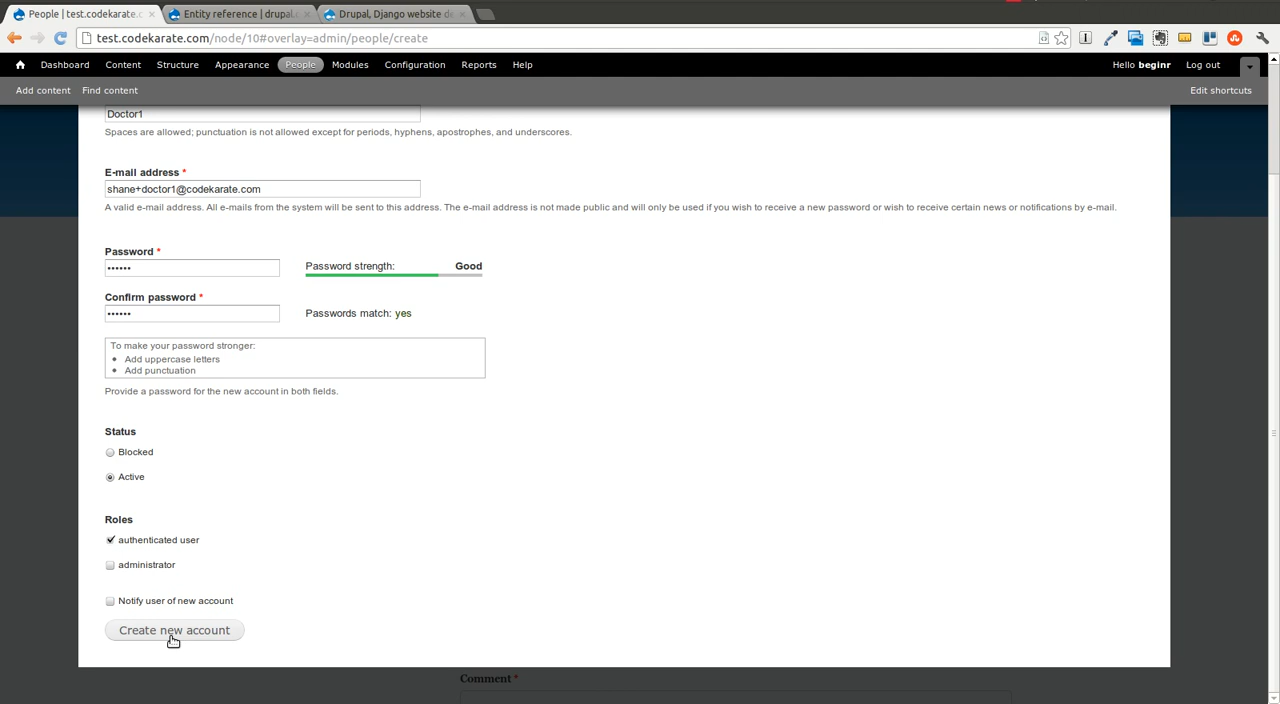 People | test.codekarate.c
Entity reference | drupal.
Drupal, Django website de
test.codekarate.com/node/10#overlay=admin/people/create
Dashboard Content Structure Appearance People Modules Configuration Reports Help Hello beginr Log out
Add content Find content Edit shortcuts
Doctor1
Spaces are allowed; punctuation is not allowed except for periods, hyphens, apostrophes, and underscores.
E-mail address *
shane+doctor1@codekarate.com
A valid e-mail address. All e-mails from the system will be sent to this address. The e-mail address is not made public and will only be used if you wish to receive a new password or wish to receive certain news or notifications by e-mail.
Password *
•••••• Password strength: Good
Confirm password *
•••••• Passwords match: yes
To make your password stronger:
• Add uppercase letters
• Add punctuation
Provide a password for the new account in both fields.
Status
Blocked
Active
Roles
authenticated user
administrator
Notify user of new account
Create new account
Comment *